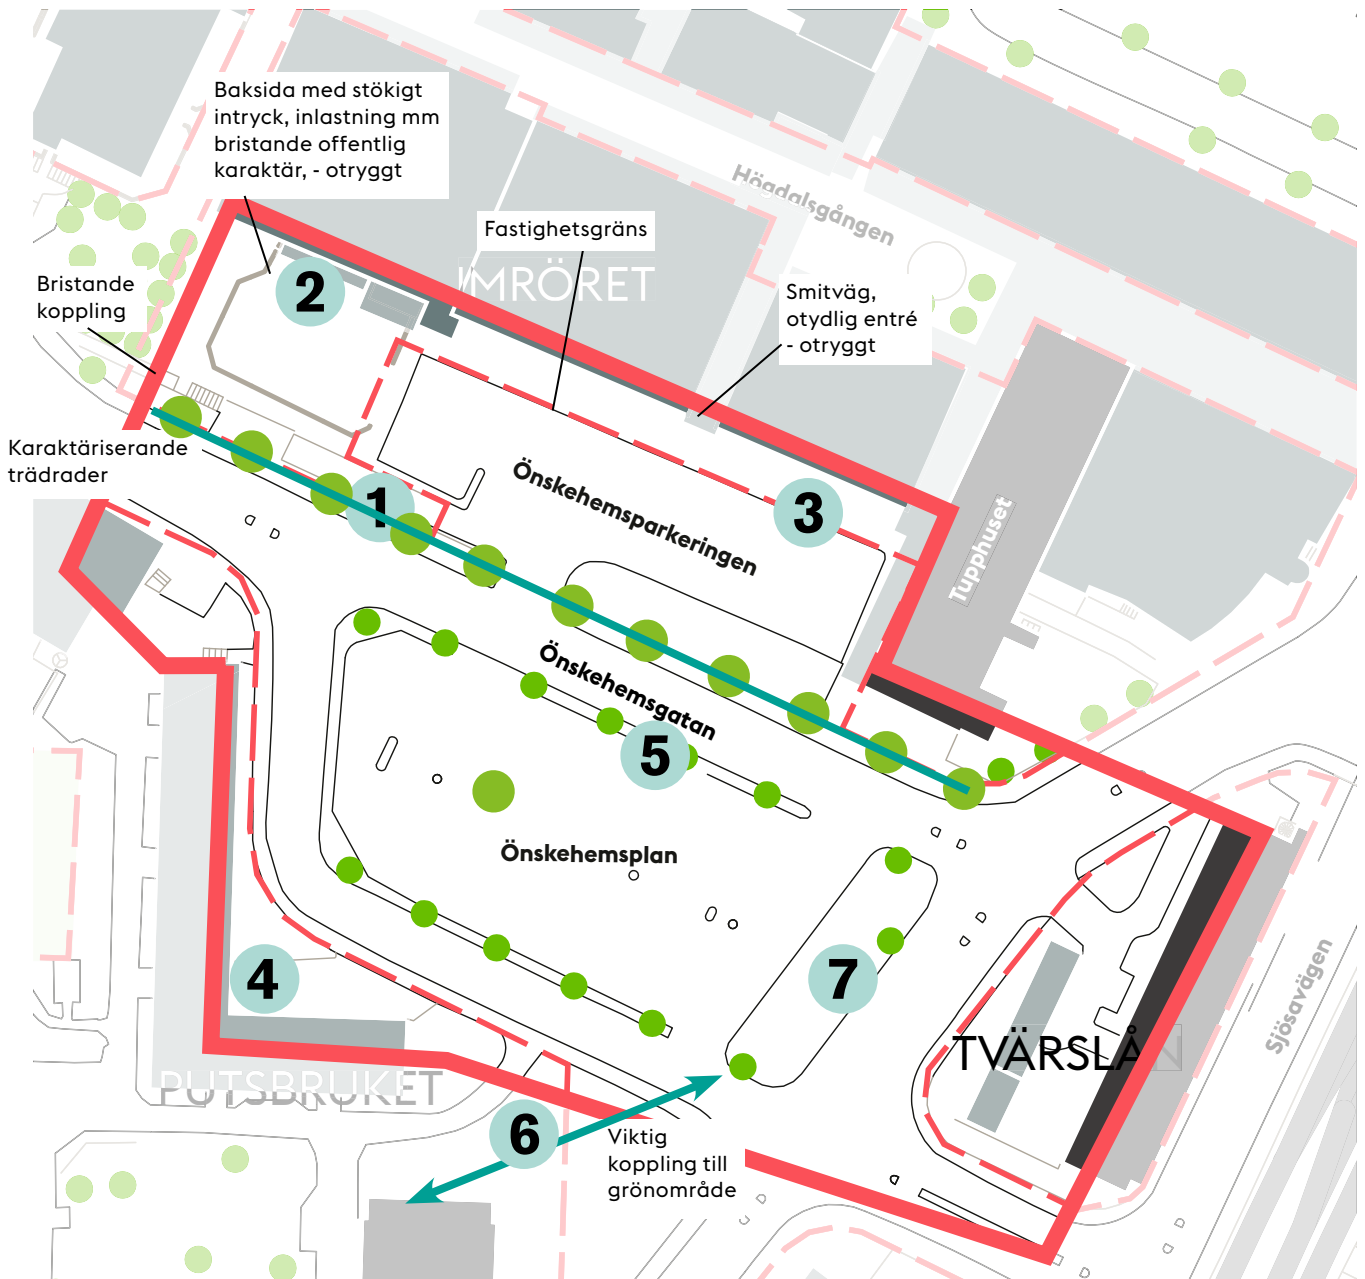 Baksida med stökigt
intryck, inlastning mm
bristande offentlig
karaktär, - otryggt
Högdalsgången
Fastighetsgräns
IMRÖRET
2
Bristande
koppling
Smitväg,
otydlig entré
- otryggt
Karaktäriserande
trädrader
1
Önskehemsparkeringen
3
Tupphuset
Önskehemsgatan
5
Önskehemsplan
4
7
Sjösavägen
TVÄRSLÅN
PUTSBRUKET
6
Viktig
koppling till
grönområde